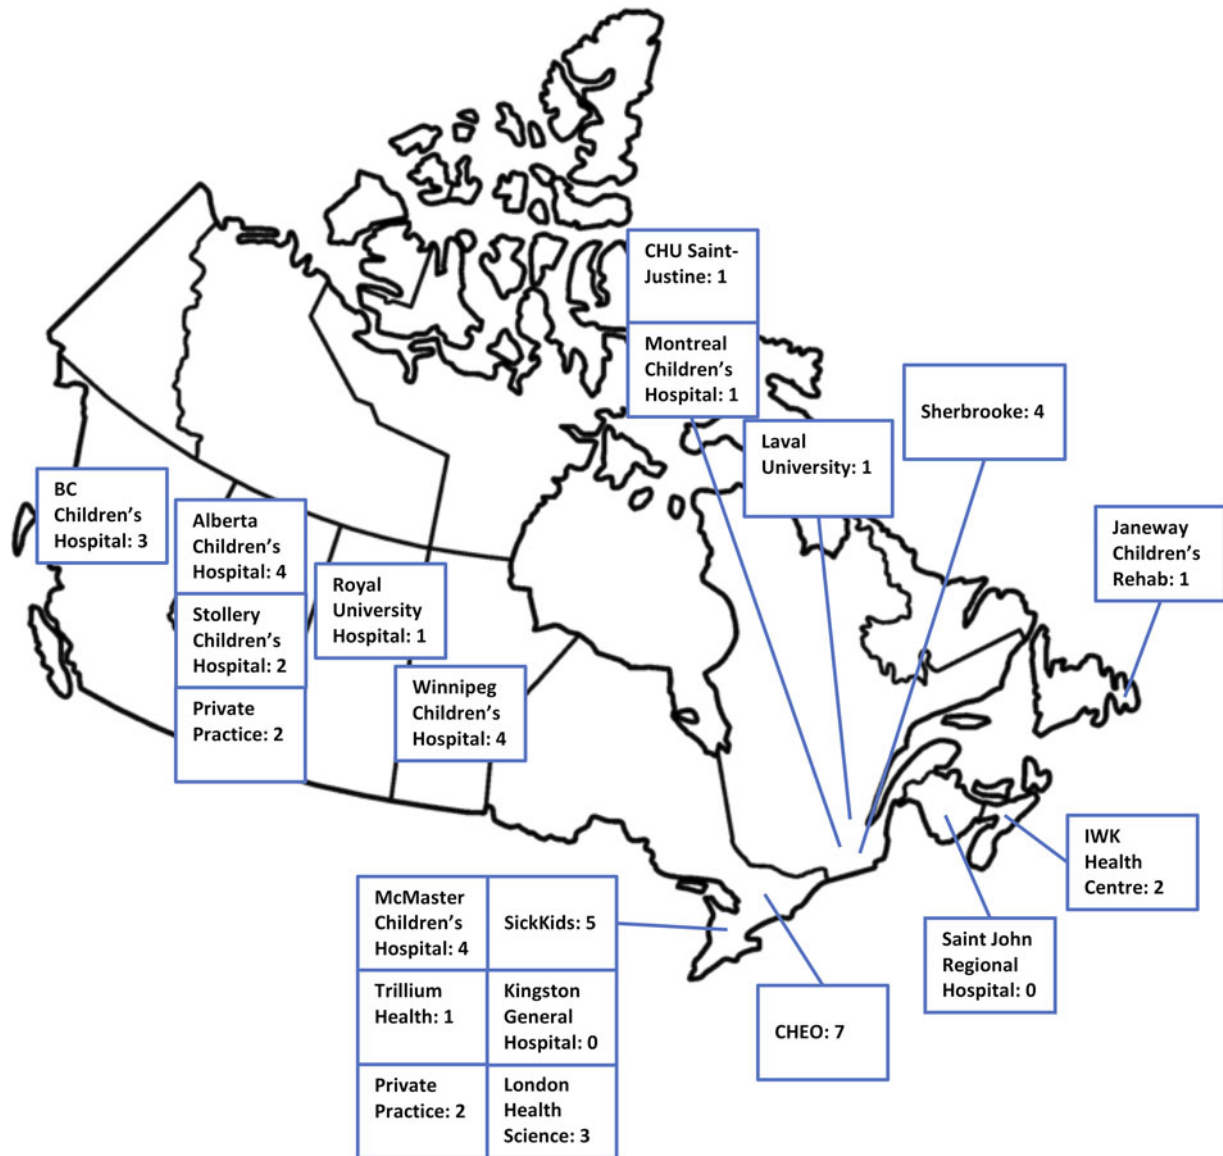 CHU Saint-
Justine: 1
Montreal
Children's
Hospital: 1
Sherbrooke: 4
Laval
University: 1
BC
Children's
Hospital: 3
Alberta
Children's
Hospital: 4
Janeway
Children's
Rehab: 1
Royal
University
Hospital: 1
Stollery
Children's
Hospital: 2
Winnipeg
Children's
Hospital: 4
Private
Practice: 2
IWK
Health
Centre: 2
McMaster
Children's
Hospital: 4
SickKids: 5
Saint John
Regional
Hospital: 0
Trillium
Health: 1
Kingston
General
Hospital: 0
CHEO: 7
Private
Practice: 2
London
Health
Science: 3